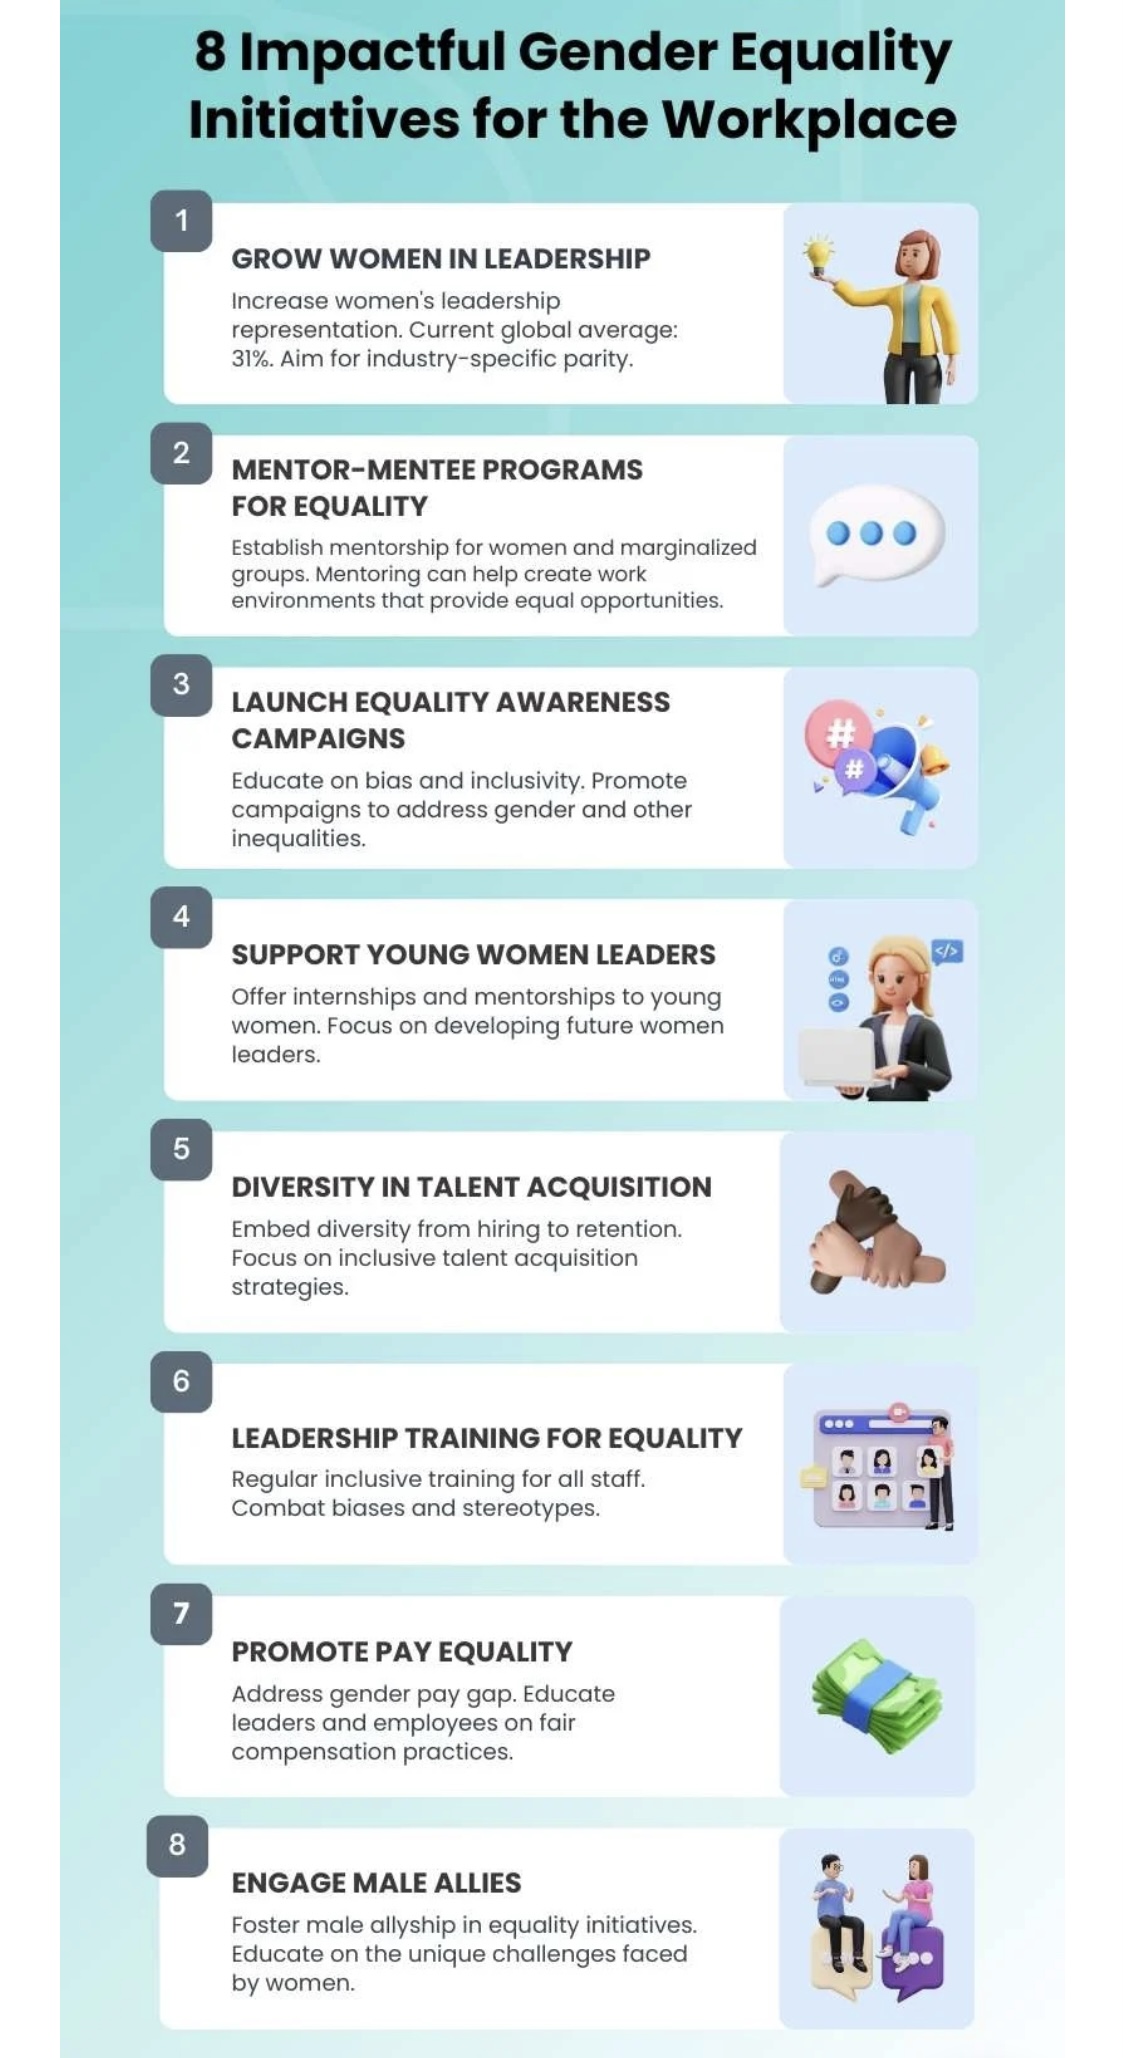 8 Impactful Gender Equality
Initiatives for the Workplace
1
GROW WOMEN IN LEADERSHIP
Increase women's leadership
representation. Current global average:
31%. Aim for industry-specific parity.
2
MENTOR-MENTEE PROGRAMS
FOR EQUALITY
Establish mentorship for women and marginalized
groups. Mentoring can help create work
environments that provide equal opportunities.
3
LAUNCH EQUALITY AWARENESS
CAMPAIGNS
Educate on bias and inclusivity. Promote
campaigns to address gender and other
inequalities.
#
#
4
SUPPORT YOUNG WOMEN LEADERS
Offer internships and mentorships to young
women. Focus on developing future women
leaders.
</>
HTML
<>
5
DIVERSITY IN TALENT ACQUISITION
Embed diversity from hiring to retention.
Focus on inclusive talent acquisition
strategies.
6
LEADERSHIP TRAINING FOR EQUALITY
Regular inclusive training for all staff.
Combat biases and stereotypes.
7
PROMOTE PAY EQUALITY
Address gender pay gap. Educate
leaders and employees on fair
compensation practices.
8
ENGAGE MALE ALLIES
Foster male allyship in equality initiatives.
Educate on the unique challenges faced
by women.